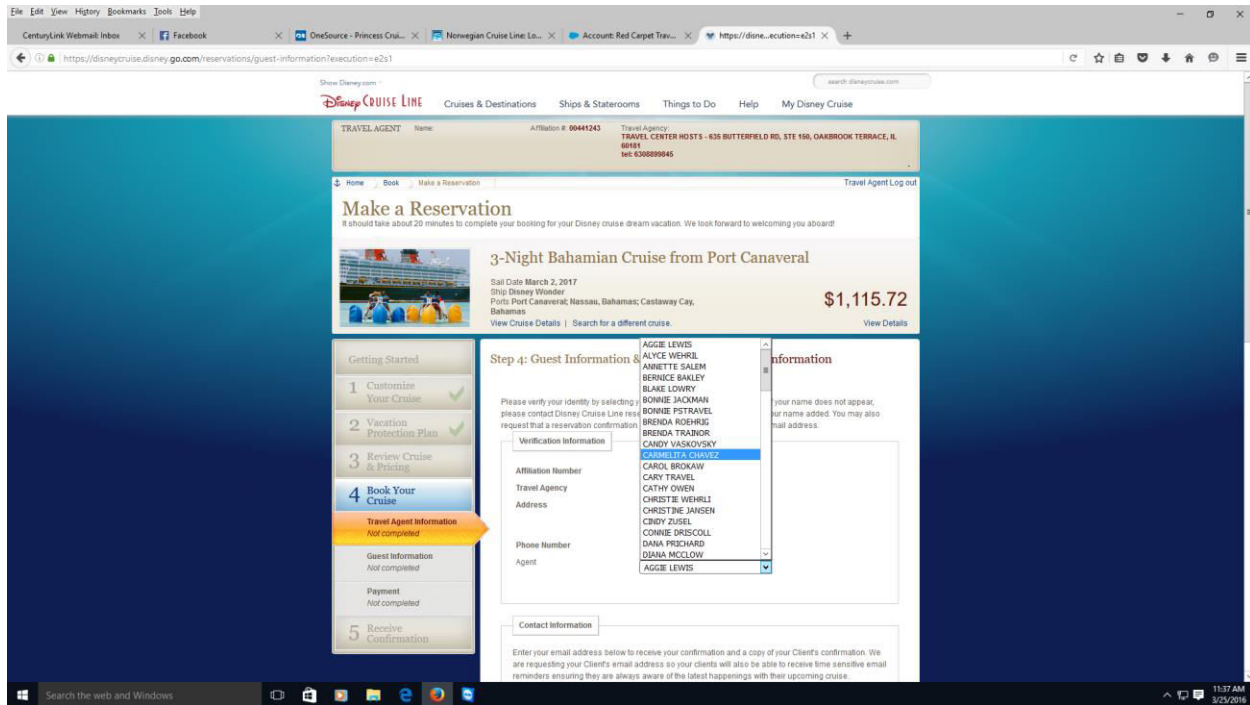 File Edit View History Bookmarks Tools Help
CenturyLink Webmail: Inbox
Facebook
OneSource - Princess Crui...
Norwegian Cruise Line: Lo...
Account: Red Carpet Trav...
https://disne...ecution=e2s1
https://disneycruise.disney.go.com/reservations/guest-information?execution=e2s1
Show Disney.com
search disneycruise.com
Disney CRUISE LINE
Cruises & Destinations Ships & Staterooms Things to Do Help My Disney Cruise
TRAVEL AGENT Name: Affiliation #: 00441243 Travel Agency:
TRAVEL CENTER HOSTS - 635 BUTTERFIELD RD, STE 150, OAKBROOK TERRACE, IL
60181
tel: 6308899845
Home Book Make a Reservation Travel Agent Log out
Make a Reservation
It should take about 20 minutes to complete your booking for your Disney cruise dream vacation. We look forward to welcoming you aboard!
3-Night Bahamian Cruise from Port Canaveral
Sail Date March 2, 2017
Ship Disney Wonder
Ports Port Canaveral; Nassau, Bahamas; Castaway Cay,
Bahamas
$1,115.72
View Cruise Details | Search for a different cruise. View Details
Getting Started
1 Customize
Your Cruise
2 Vacation
Protection Plan
3 Review Cruise
& Pricing
4 Book Your
Cruise
Travel Agent Information
Not completed
Guest Information
Not completed
Payment
Not completed
5 Receive
Confirmation
Step 4: Guest Information & nformation
Please verify your identity by selecting y your name does not appear,
please contact Disney Cruise Line rese our name added. You may also
request that a reservation confirmation mail address.
Verification Information
Affiliation Number
Travel Agency
Address
Phone Number
Agent
AGGIE LEWIS
ALYCE WEHRIL
ANNETTE SALEM
BERNICE BAKLEY
BLAKE LOWRY
BONNIE JACKMAN
BONNIE PSTRAVEL
BRENDA ROEHRIG
BRENDA TRAINOR
CANDY VASKOVSKY
CARMELITA CHAVEZ
CAROL BROKAW
CARY TRAVEL
CATHY OWEN
CHRISTIE WEHRLI
CHRISTINE JANSEN
CINDY ZUSEL
CONNIE DRISCOLL
DANA PRICHARD
DIANA MCCLOW
AGGIE LEWIS
Contact Information
Enter your email address below to receive your confirmation and a copy of your Client's confirmation. We
are requesting your Client's email address so your clients will also be able to receive time sensitive email
reminders ensuring they are always aware of the latest happenings with their upcoming cruise.
Search the web and Windows
11:37 AM
3/25/2016